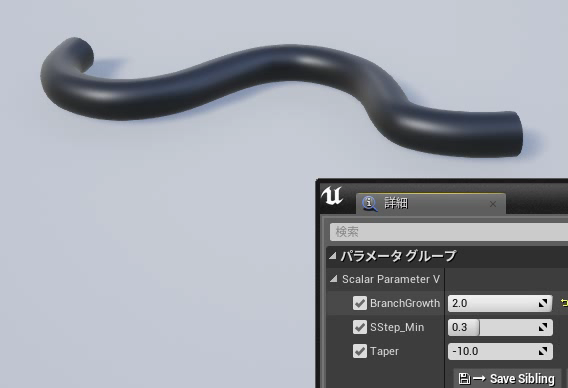 詳細
検索
パラメータ グループ
Scalar Parameter V
BranchGrowth 2.0
SStep_Min 0.3
Taper -10.0
Save Sibling